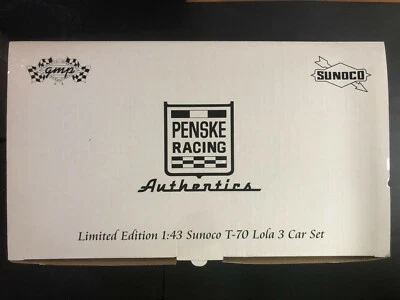 gmp
SUNOCO
PENSKE
RACING
Authentics
Limited Edition 1:43 Sunoco T-70 Lola 3 Car Set